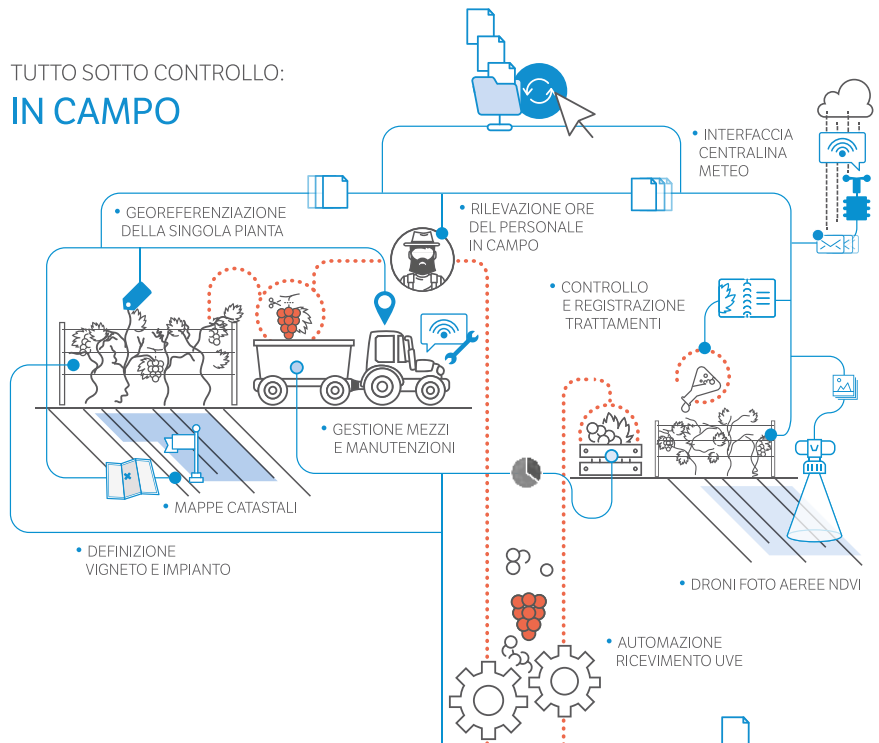 TUTTO SOTTO CONTROLLO:
IN CAMPO
• INTERFACCIA
CENTRALINA
METEO
• GEOREFERENZIAZIONE
DELLA SINGOLA PIANTA
• RILEVAZIONE ORE
DEL PERSONALE
IN CAMPO
• CONTROLLO
E REGISTRAZIONE
TRATTAMENTI
• GESTIONE MEZZI
E MANUTENZIONI
• MAPPE CATASTALI
• DEFINIZIONE
VIGNETO E IMPIANTO
• DRONI FOTO AEREE NDVI
• AUTOMAZIONE
RICEVIMENTO UVE